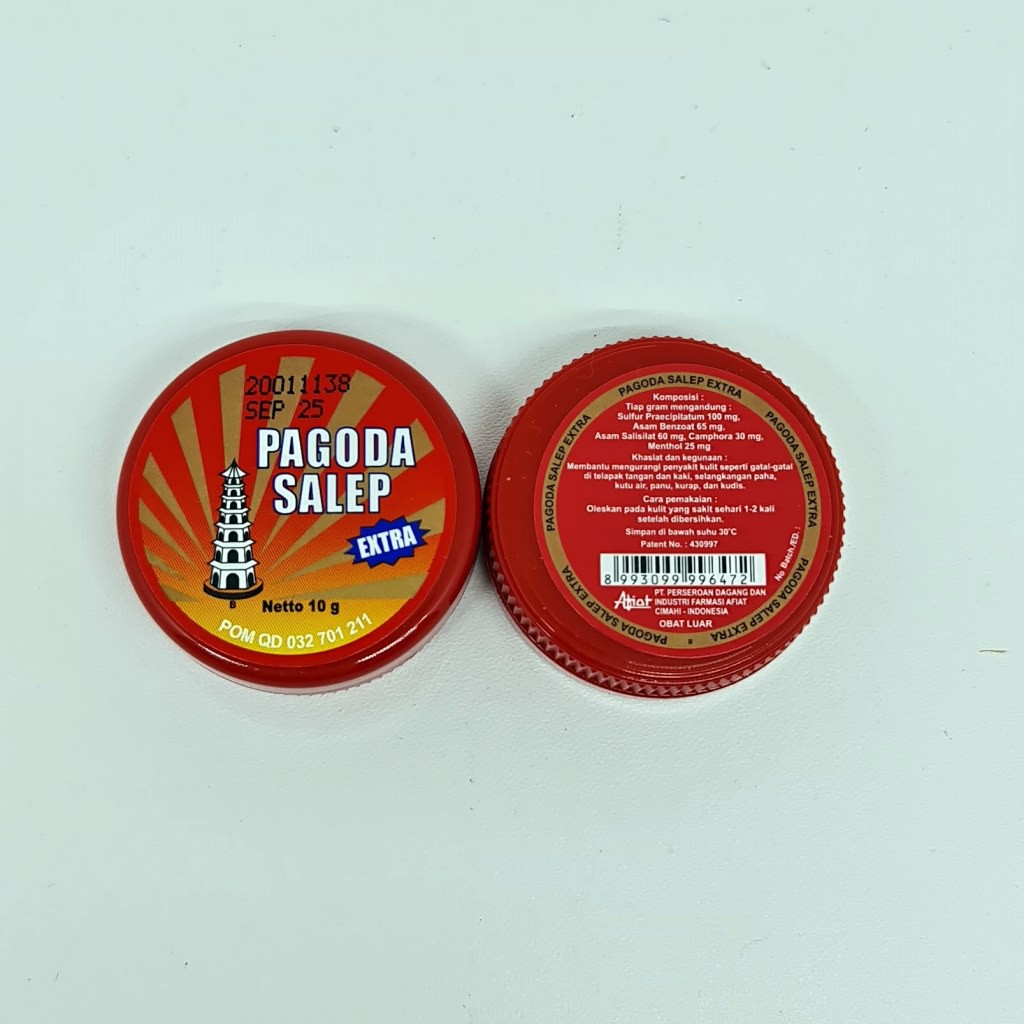 20011138
SEP 25
PAGODA
SALEP
EXTRA
B
Netto 10 g
POM QD 032 701 211
PAGODA SALEP EXTRA
PAGODA SALEP EXTRA
PAGODA SALEP EXTRA
PAGODA SALEP EXTRA
PAGODA SALEP EXTRA
B
Komposisi :
Tiap gram mengandung :
Sulfur Praecipitatum 100 mg,
Asam Benzoat 65 mg,
Asam Salisilat 60 mg, Camphora 30 mg,
Menthol 25 mg
Khasiat dan kegunaan :
Membantu mengurangi penyakit kulit seperti gatal-gatal
di telapak tangan dan kaki, selangkangan paha,
kutu air, panu, kurap, dan kudis.
Cara pemakaian :
Oleskan pada kulit yang sakit sehari 1-2 kali
setelah dibersihkan.
Simpan di bawah suhu 30°C
Patent No. : 430997
No Batch./ED. :
8 993099 996472
Afiat
PT. PERSEROAN DAGANG DAN
INDUSTRI FARMASI AFIAT
CIMAHI - INDONESIA
OBAT LUAR